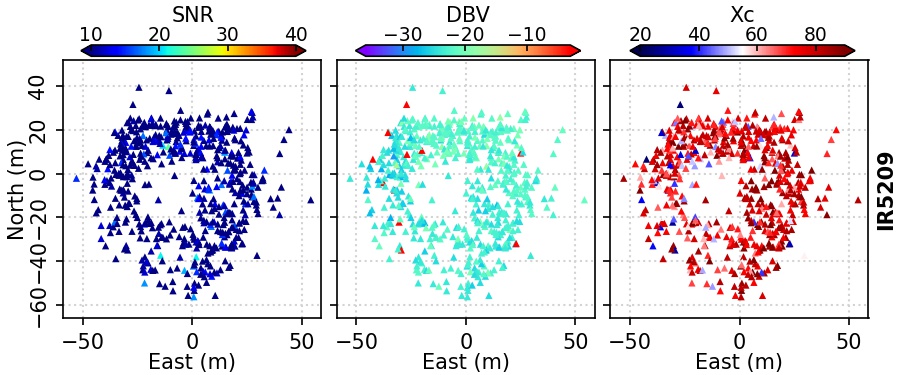 SNR DBV Xc
10 20 30 40 −30 −20 −10 20 40 60 80
40
20
0
−20
−40
−60
North (m)
IR5209
−50 0 50 −50 0 50 −50 0 50
East (m) East (m) East (m)